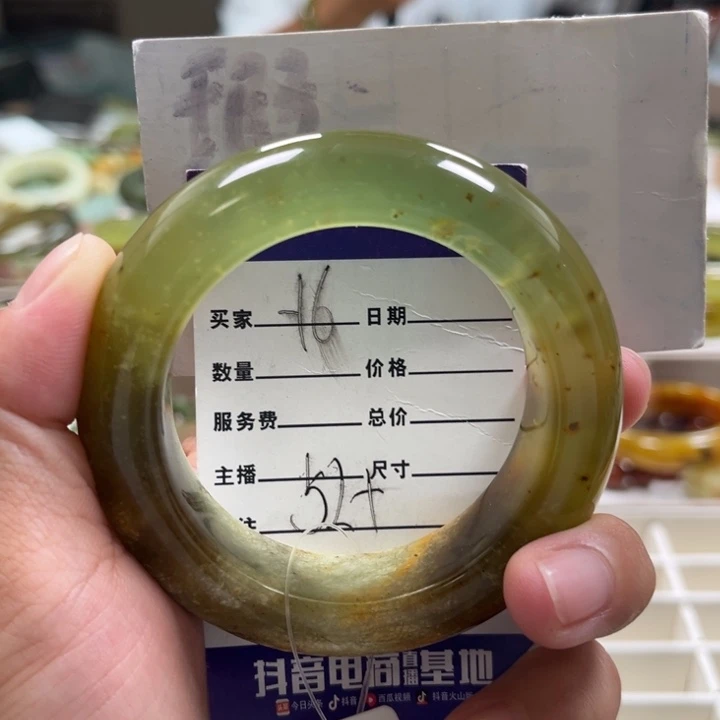 买家 16 日期
数量 价格
服务费 总价
主播 尺寸
52+
注
抖音电商直播基地
今日头条 抖音 西瓜视频 抖音火山